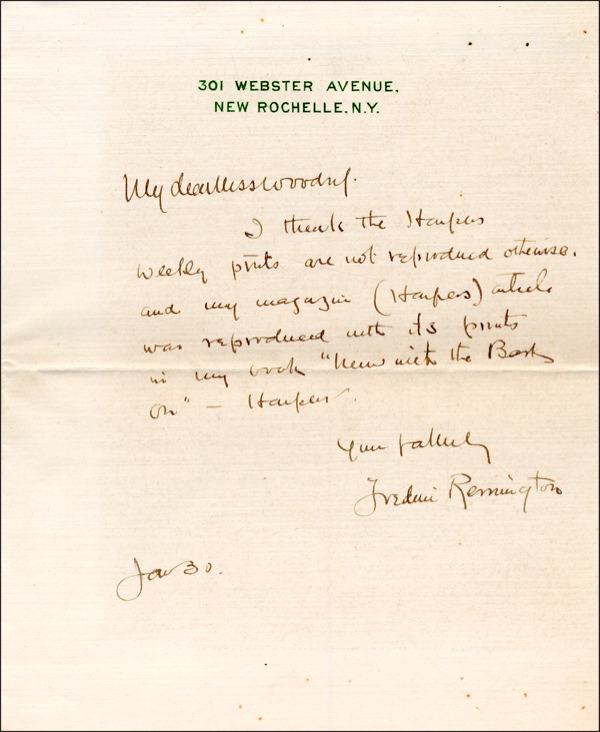 301 WEBSTER AVENUE,
NEW ROCHELLE, N.Y.
My dear Miss Woodruf.
I think the Harpers
weekly prints are not reproduced otherwise.
and my magazine (Harpers) article
was reproduced with its prints
in my book "Men with the Bark
On" — Harpers.
Yours faithfully
Frederic Remington
Jan 30.